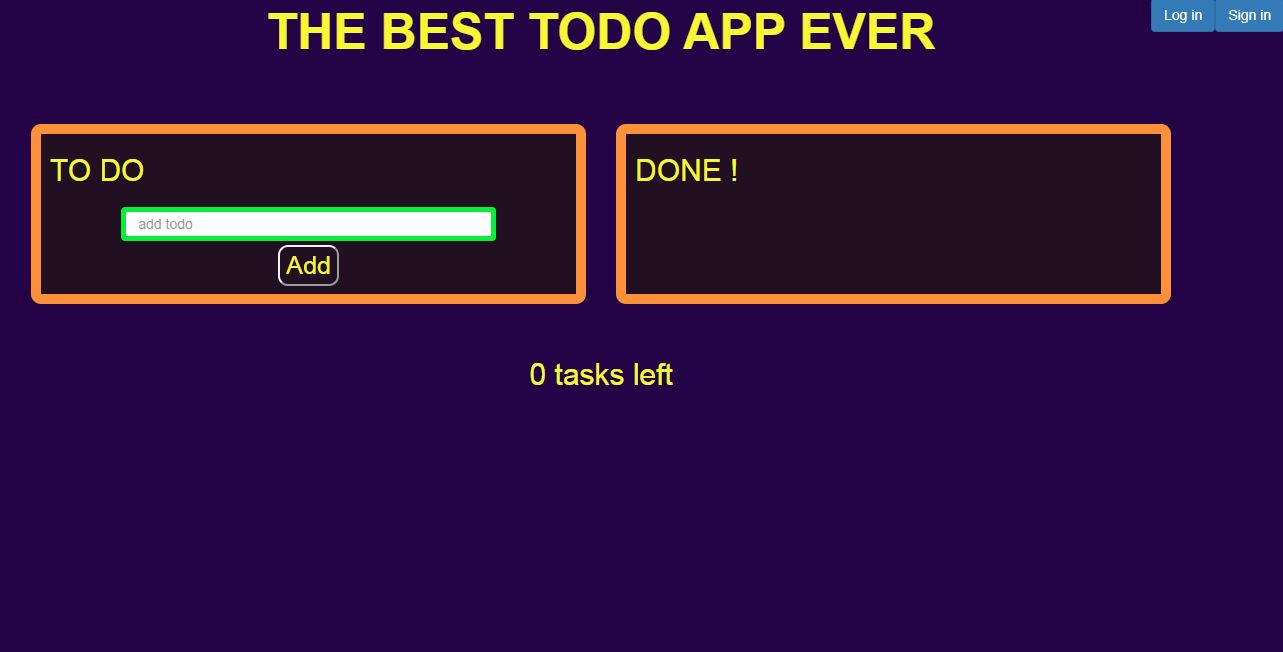 THE BEST TODO APP EVER
Log in Sign in
TO DO
add todo
Add
DONE !
0 tasks left